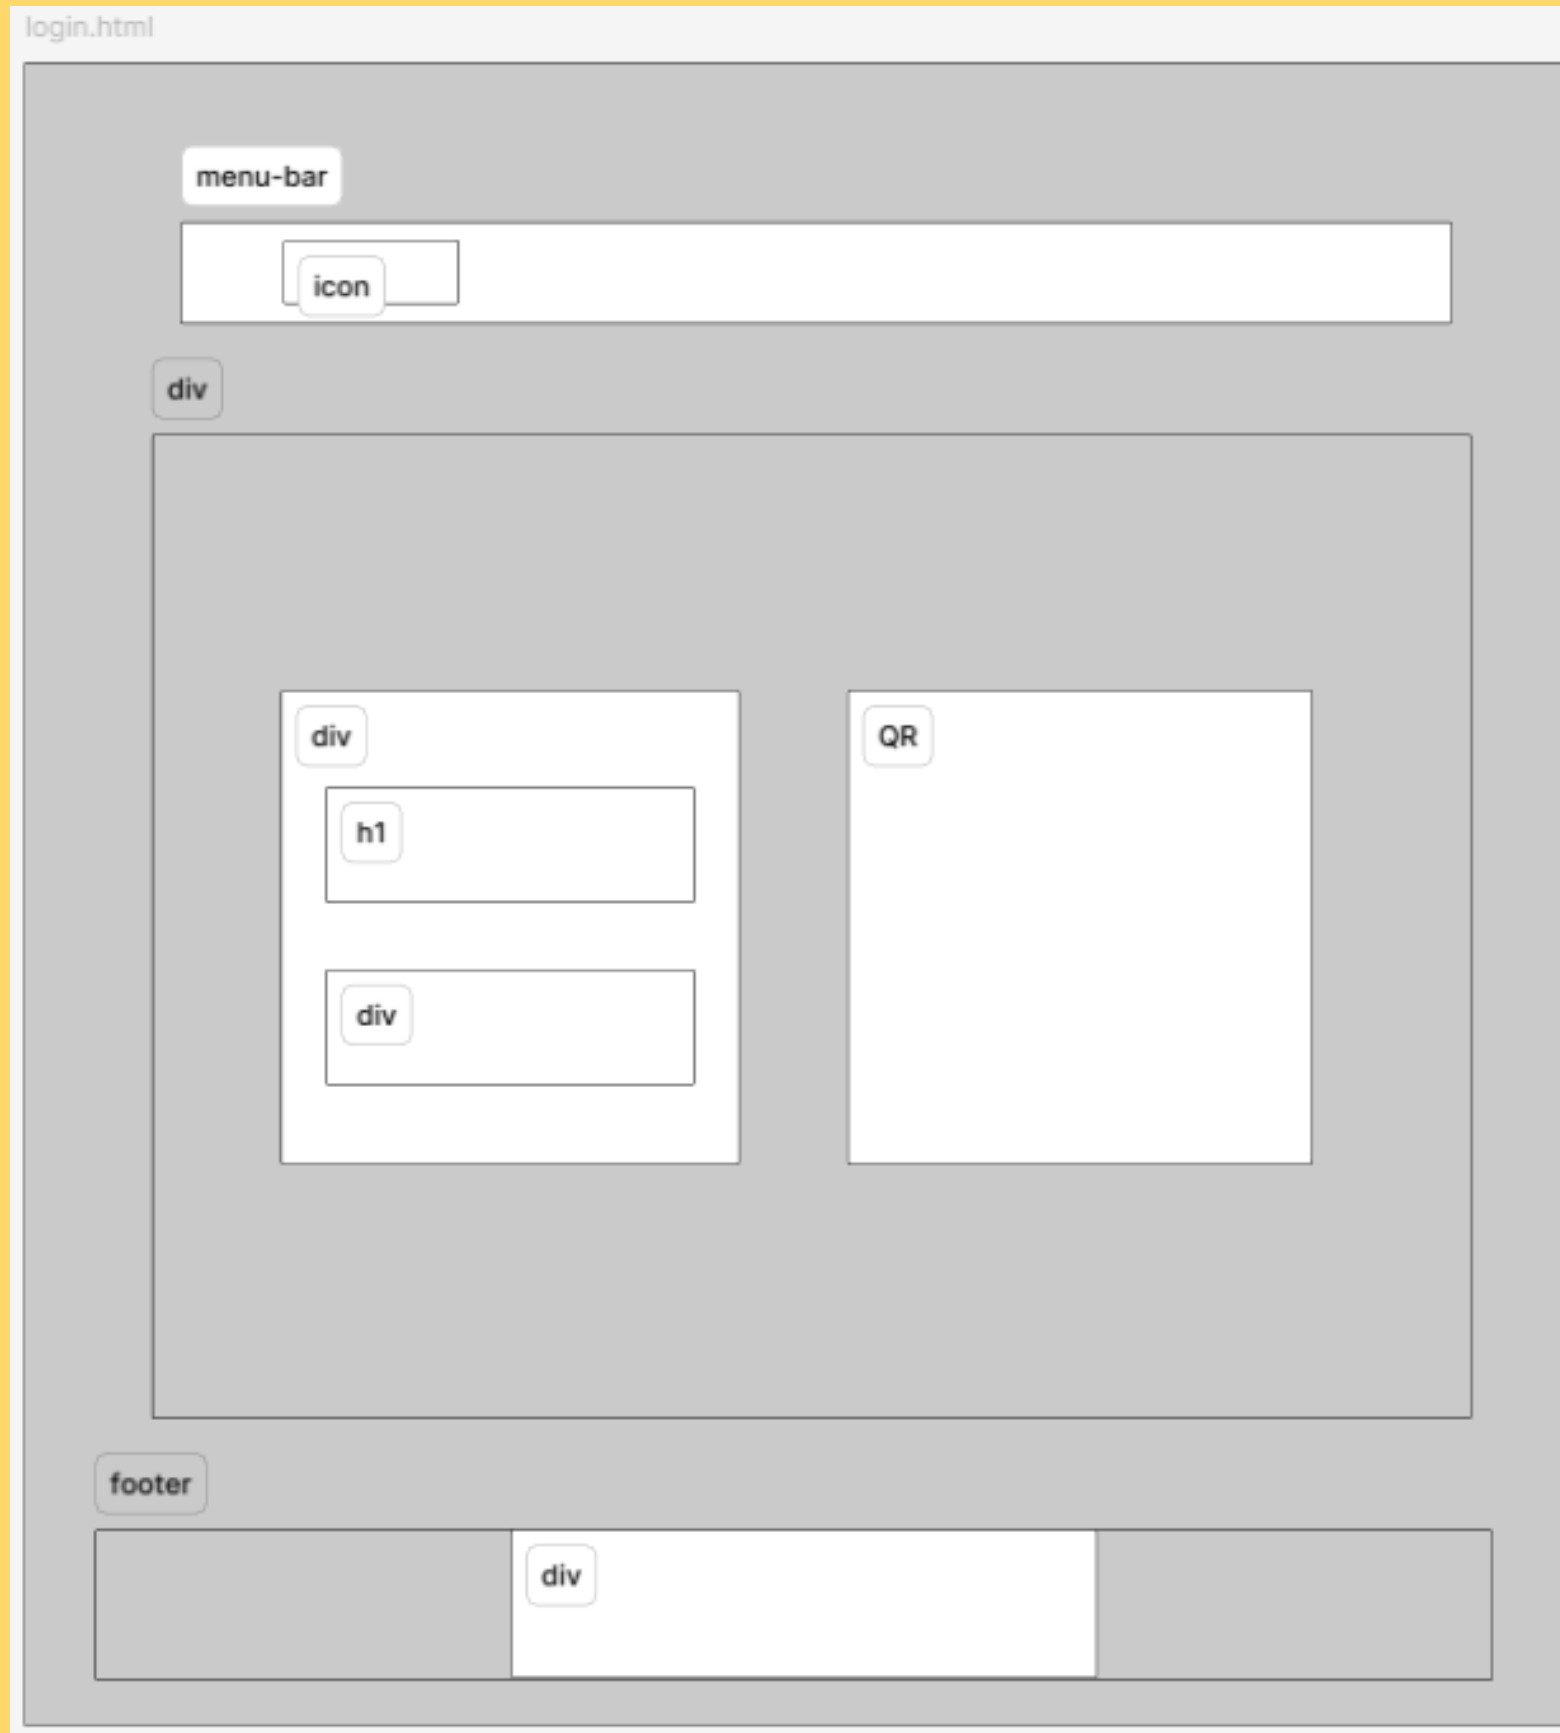 login.html
menu-bar
icon
div
div
QR
h1
div
footer
div